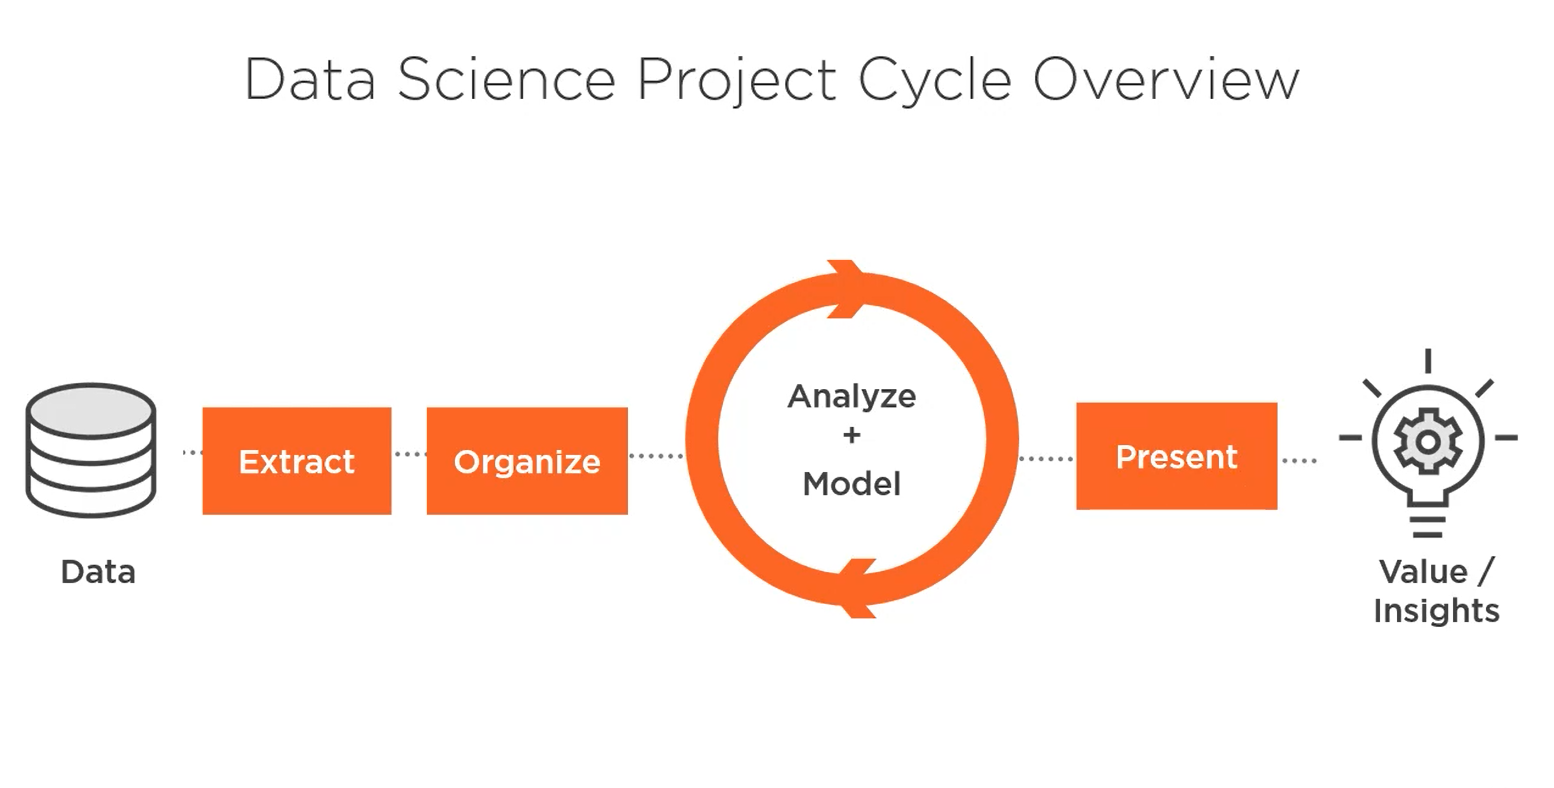 Data Science Project Cycle Overview
Data
Extract
Organize
Analyze
+
Model
Present
Value /
Insights